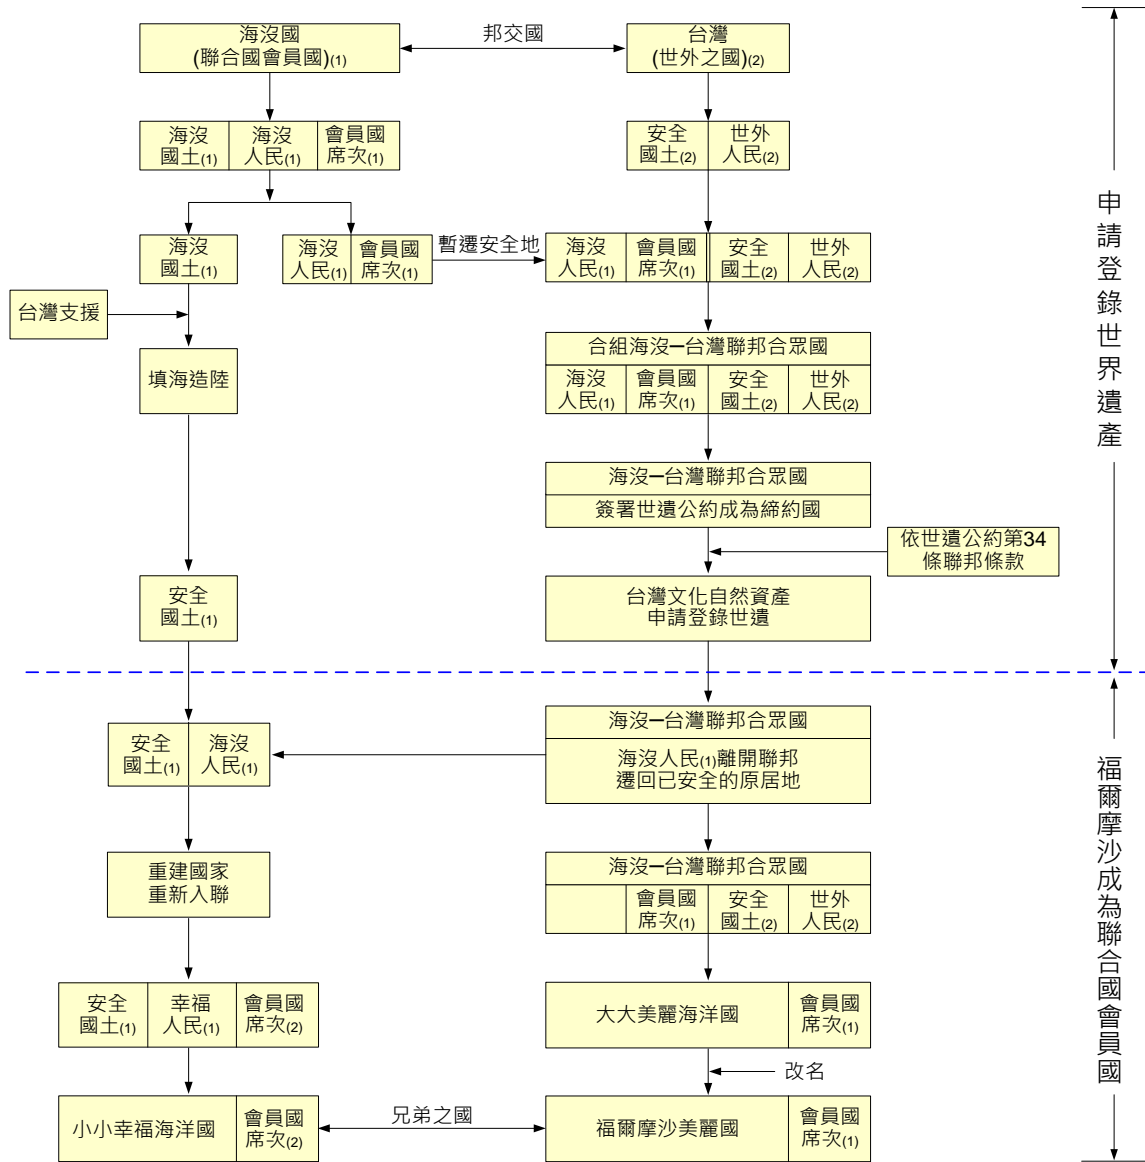 海沒國
(聯合國會員國)(1)
邦交國
台灣
(世外之國)(2)
海沒
國土(1)
海沒
人民(1)
會員國
席次(1)
安全
國土(2)
世外
人民(2)
海沒
國土(1)
海沒
人民(1)
會員國
席次(1)
暫遷安全地
海沒
人民(1)
會員國
席次(1)
安全
國土(2)
世外
人民(2)
台灣支援
填海造陸
合組海沒─台灣聯邦合眾國
海沒
人民(1)
會員國
席次(1)
安全
國土(2)
世外
人民(2)
海沒─台灣聯邦合眾國
簽署世遺公約成為締約國
依世遺公約第34
條聯邦條款
安全
國土(1)
台灣文化自然資產
申請登錄世遺
申請登錄世界遺產
安全
國土(1)
海沒
人民(1)
海沒─台灣聯邦合眾國
海沒人民(1)離開聯邦
遷回已安全的原居地
重建國家
重新入聯
海沒─台灣聯邦合眾國
會員國
席次(1)
安全
國土(2)
世外
人民(2)
安全
國土(1)
幸福
人民(1)
會員國
席次(2)
大大美麗海洋國
會員國
席次(1)
改名
小小幸福海洋國
會員國
席次(2)
兄弟之國
福爾摩沙美麗國
會員國
席次(1)
福爾摩沙成為聯合國會員國